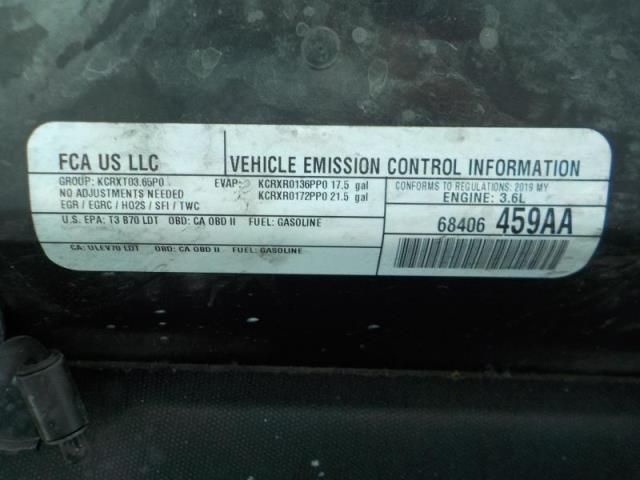 FCA US LLC
VEHICLE EMISSION CONTROL INFORMATION
GROUP: KCRXT03.65P0
NO ADJUSTMENTS NEEDED
EGR / EGRC / HO2S / SFI / TWC
EVAP: KCRXR0136PP0 17.5 gal
KCRXR0172PP0 21.5 gal
CONFORMS TO REGULATIONS: 2019 MY
ENGINE: 3.6L
U.S. EPA: T3 B70 LDT OBD: CA OBD II FUEL: GASOLINE
68406 459AA
CA: ULEV70 LDT OBD: CA OBD II FUEL: GASOLINE